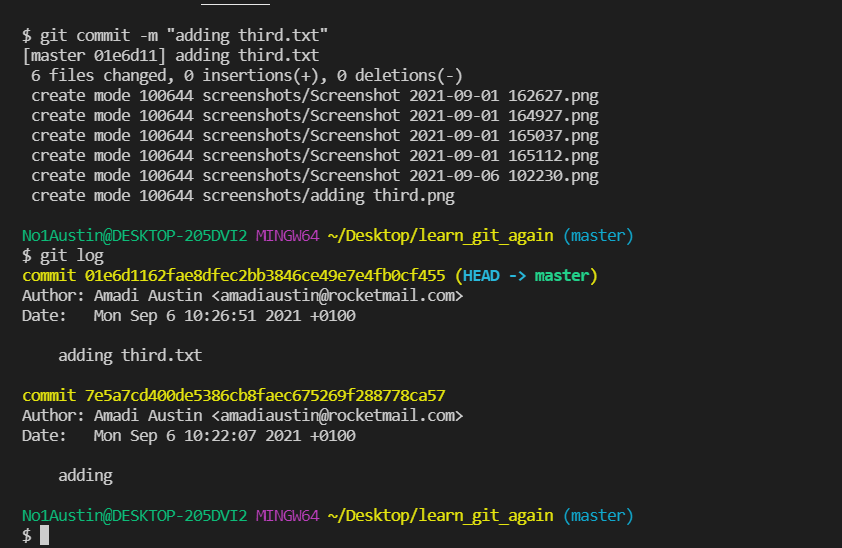 $ git commit -m "adding third.txt"
[master 01e6d11] adding third.txt
 6 files changed, 0 insertions(+), 0 deletions(-)
 create mode 100644 screenshots/Screenshot 2021-09-01 162627.png
 create mode 100644 screenshots/Screenshot 2021-09-01 164927.png
 create mode 100644 screenshots/Screenshot 2021-09-01 165037.png
 create mode 100644 screenshots/Screenshot 2021-09-01 165112.png
 create mode 100644 screenshots/Screenshot 2021-09-06 102230.png
 create mode 100644 screenshots/adding third.png
No1Austin@DESKTOP-205DVI2 MINGW64 ~/Desktop/learn_git_again (master)
$ git log
commit 01e6d1162fae8dfec2bb3846ce49e7e4fb0cf455 (HEAD -> master)
Author: Amadi Austin <amadiaustin@rocketmail.com>
Date:   Mon Sep 6 10:26:51 2021 +0100
    adding third.txt
commit 7e5a7cd400de5386cb8faec675269f288778ca57
Author: Amadi Austin <amadiaustin@rocketmail.com>
Date:   Mon Sep 6 10:22:07 2021 +0100
    adding
No1Austin@DESKTOP-205DVI2 MINGW64 ~/Desktop/learn_git_again (master)
$